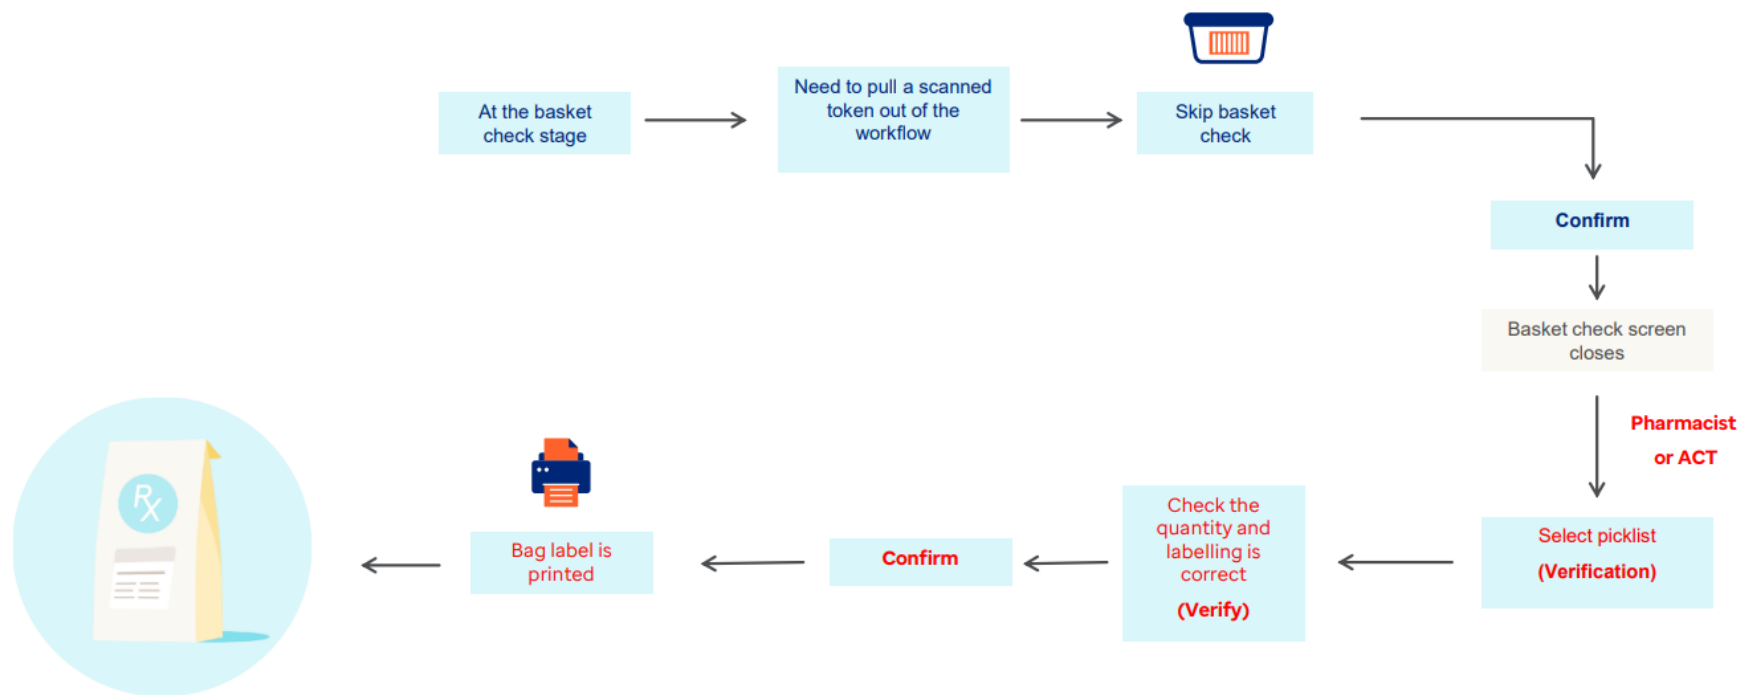 At the basket
check stage
Need to pull a scanned
token out of the
workflow
Skip basket
check
Confirm
Basket check screen
closes
Pharmacist
or ACT
Select picklist
(Verification)
Check the
quantity and
labelling is
correct
(Verify)
Confirm
Bag label is
printed
RX